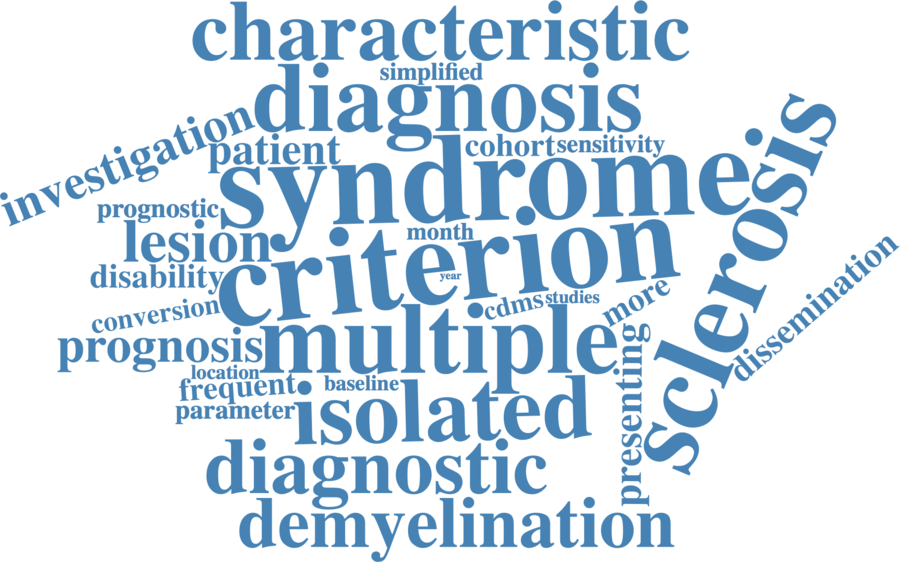 characteristic
simplified
diagnosis
investigation
patient
cohort
sensitivity
syndrome
prognostic
lesion
month
criterion
disability
year
sclerosis
conversion
cdms
studies
more
dissemination
prognosis
multiple
location
frequent
baseline
parameter
isolated
presenting
diagnostic
demyelination